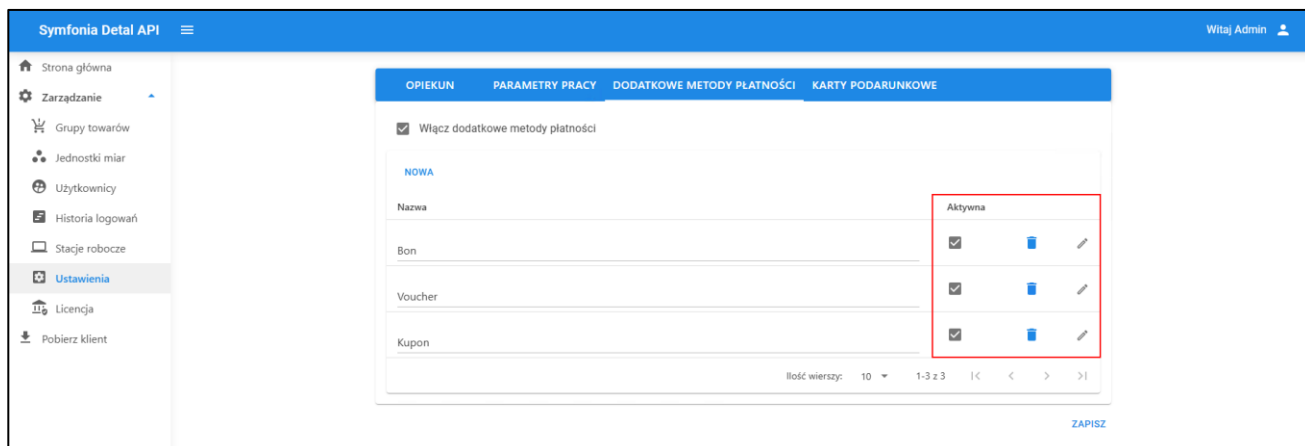 Symfonia Detal API
Witaj Admin
Strona główna
Zarządzanie
Grupy towarów
Jednostki miar
Użytkownicy
Historia logowań
Stacje robocze
Ustawienia
Licencja
Pobierz klient
OPIEKUN PARAMETRY PRACY DODATKOWE METODY PŁATNOŚCI KARTY PODARUNKOWE
Włącz dodatkowe metody płatności
NOWA
Nazwa Aktywna
Bon
Voucher
Kupon
Ilość wierszy: 10 1-3 z 3
ZAPISZ